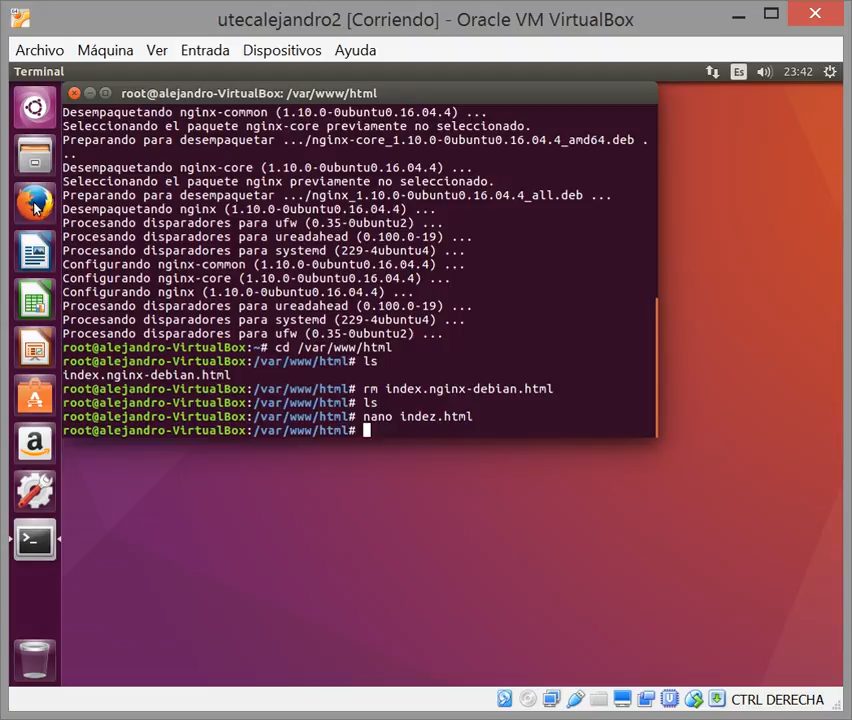 utecalejandro2 [Corriendo] - Oracle VM VirtualBox
Archivo Máquina Ver Entrada Dispositivos Ayuda
Terminal Es 23:42
root@alejandro-VirtualBox: /var/www/html
Desempaquetando nginx-common (1.10.0-0ubuntu0.16.04.4) ...
Seleccionando el paquete nginx-core previamente no seleccionado.
Preparando para desempaquetar .../nginx-core_1.10.0-0ubuntu0.16.04.4_amd64.deb .
..
Desempaquetando nginx-core (1.10.0-0ubuntu0.16.04.4) ...
Seleccionando el paquete nginx previamente no seleccionado.
Preparando para desempaquetar .../nginx_1.10.0-0ubuntu0.16.04.4_all.deb ...
Desempaquetando nginx (1.10.0-0ubuntu0.16.04.4) ...
Procesando disparadores para ufw (0.35-0ubuntu2) ...
Procesando disparadores para ureadahead (0.100.0-19) ...
Procesando disparadores para systemd (229-4ubuntu4) ...
Configurando nginx-common (1.10.0-0ubuntu0.16.04.4) ...
Configurando nginx-core (1.10.0-0ubuntu0.16.04.4) ...
Configurando nginx (1.10.0-0ubuntu0.16.04.4) ...
Procesando disparadores para ureadahead (0.100.0-19) ...
Procesando disparadores para systemd (229-4ubuntu4) ...
Procesando disparadores para ufw (0.35-0ubuntu2) ...
root@alejandro-VirtualBox:~# cd /var/www/html
root@alejandro-VirtualBox:/var/www/html# ls
index.nginx-debian.html
root@alejandro-VirtualBox:/var/www/html# rm index.nginx-debian.html
root@alejandro-VirtualBox:/var/www/html# ls
root@alejandro-VirtualBox:/var/www/html# nano indez.html
root@alejandro-VirtualBox:/var/www/html#
CTRL DERECHA